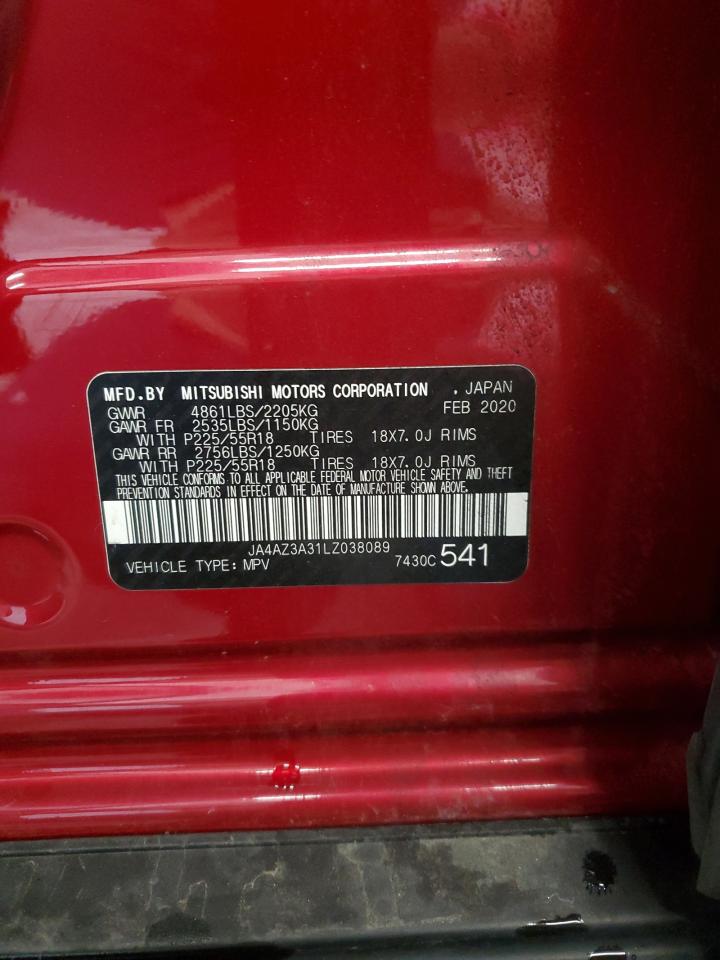 MFD.BY MITSUBISHI MOTORS CORPORATION . JAPAN
GVWR 4861LBS/2205KG FEB 2020
GAWR FR 2535LBS/1150KG
WITH P225/55R18 TIRES 18X7.0J RIMS
GAWR RR 2756LBS/1250KG
WITH P225/55R18 TIRES 18X7.0J RIMS
THIS VEHICLE CONFORMS TO ALL APPLICABLE FEDERAL MOTOR VEHICLE SAFETY AND THEFT
PREVENTION STANDARDS IN EFFECT ON THE DATE OF MANUFACTURE SHOWN ABOVE.
JA4AZ3A31LZ038089
VEHICLE TYPE: MPV 7430C 541